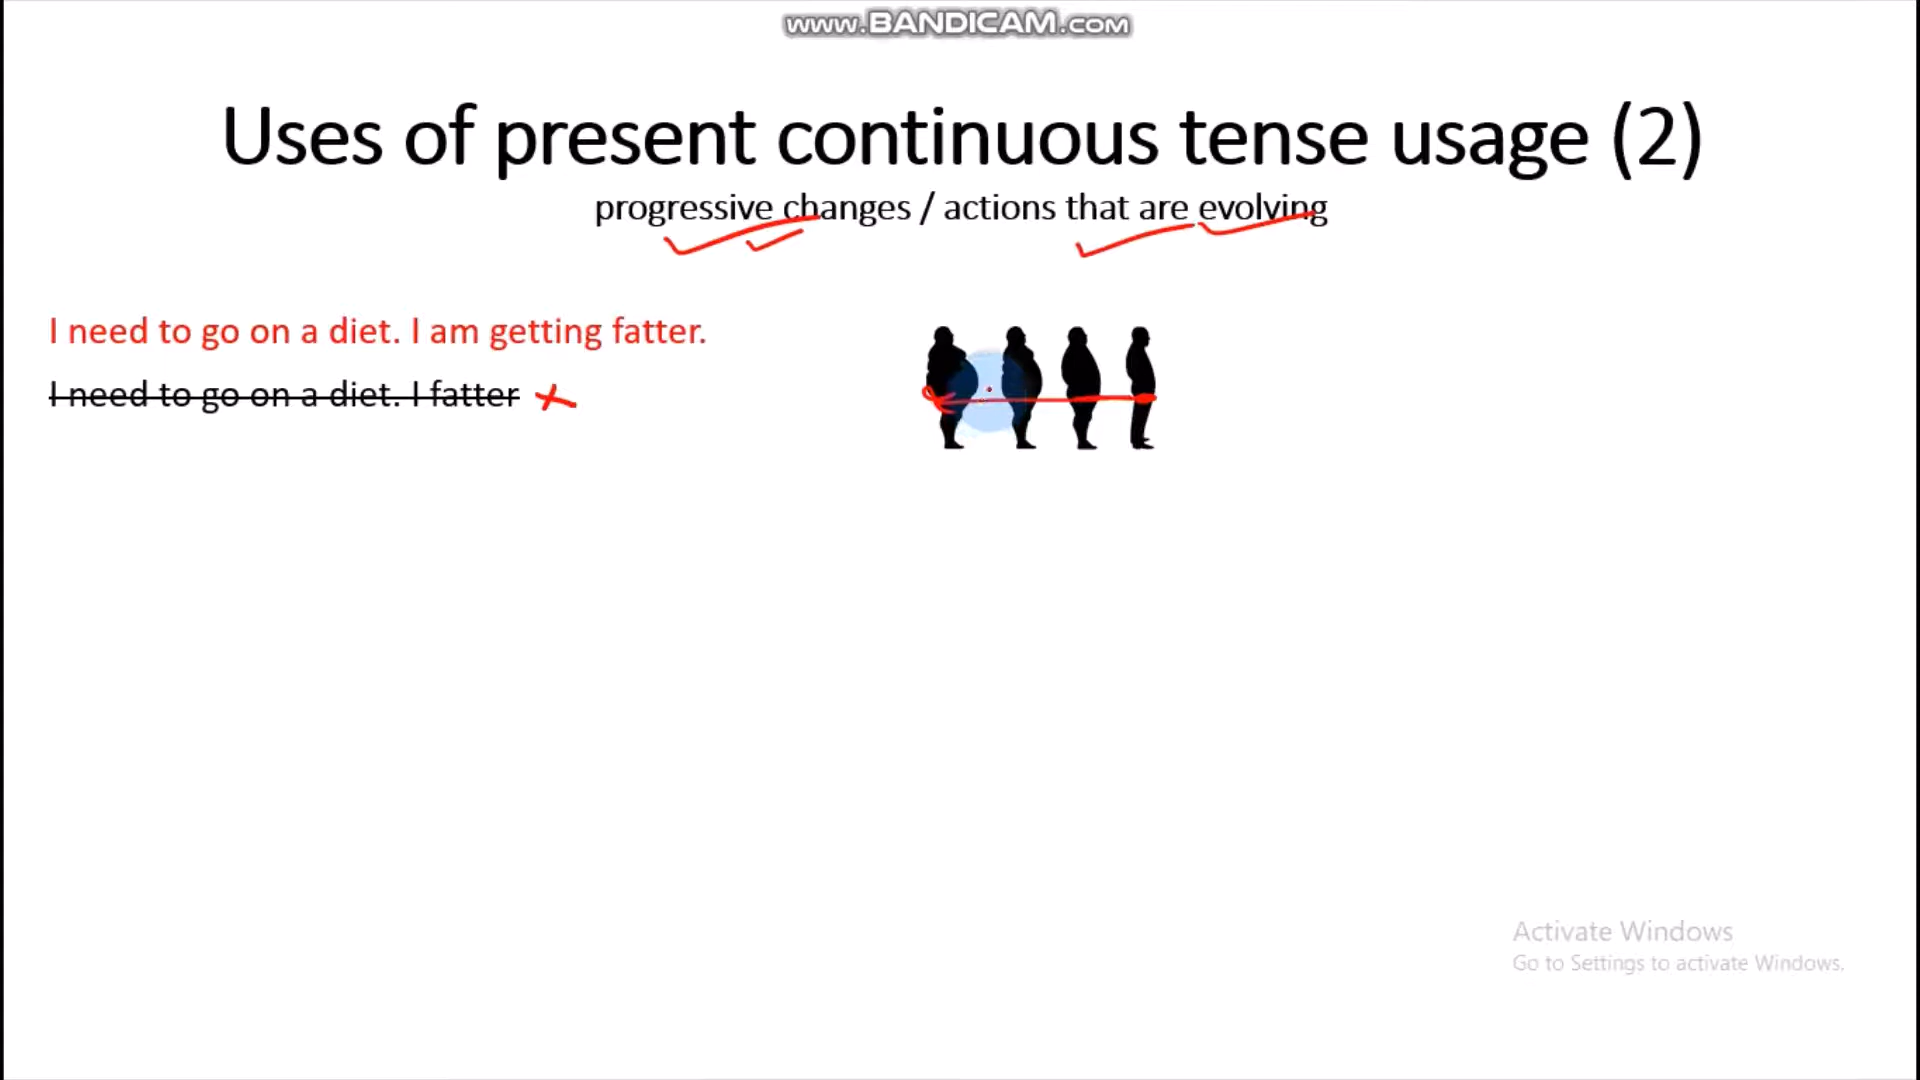 www.BANDICAM.com
Uses of present continuous tense usage (2)
progressive changes / actions that are evolving
I need to go on a diet. I am getting fatter.
I need to go on a diet. I fatter
Activate Windows
Go to Settings to activate Windows.